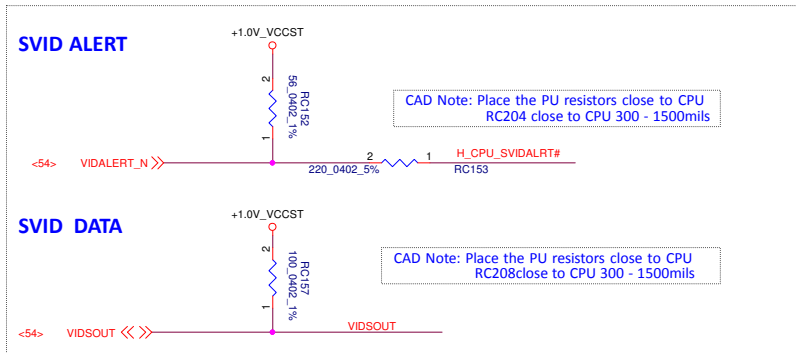 +1.0V_VCCST
SVID ALERT
2
RC152
56_0402_1%
1
CAD Note: Place the PU resistors close to CPU
RC204 close to CPU 300 - 1500mils
<54> VIDALERT_N
2
1
H_CPU_SVIDALRT#
220_0402_5%
RC153
+1.0V_VCCST
SVID DATA
2
RC157
100_0402_1%
1
CAD Note: Place the PU resistors close to CPU
RC208close to CPU 300 - 1500mils
<54> VIDSOUT
VIDSOUT